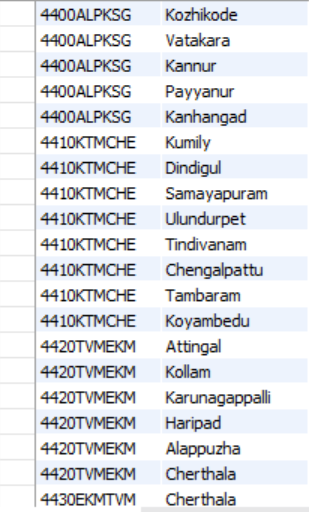 4400ALPKSG Kozhikode
4400ALPKSG Vatakara
4400ALPKSG Kannur
4400ALPKSG Payyanur
4400ALPKSG Kanhangad
4410KTMCHE Kumily
4410KTMCHE Dindigul
4410KTMCHE Samayapuram
4410KTMCHE Ulundurpet
4410KTMCHE Tindivanam
4410KTMCHE Chengalpattu
4410KTMCHE Tambaram
4410KTMCHE Koyambedu
4420TVMEKM Attingal
4420TVMEKM Kollam
4420TVMEKM Karunagappalli
4420TVMEKM Haripad
4420TVMEKM Alappuzha
4420TVMEKM Cherthala
4430EKMTVM Cherthala